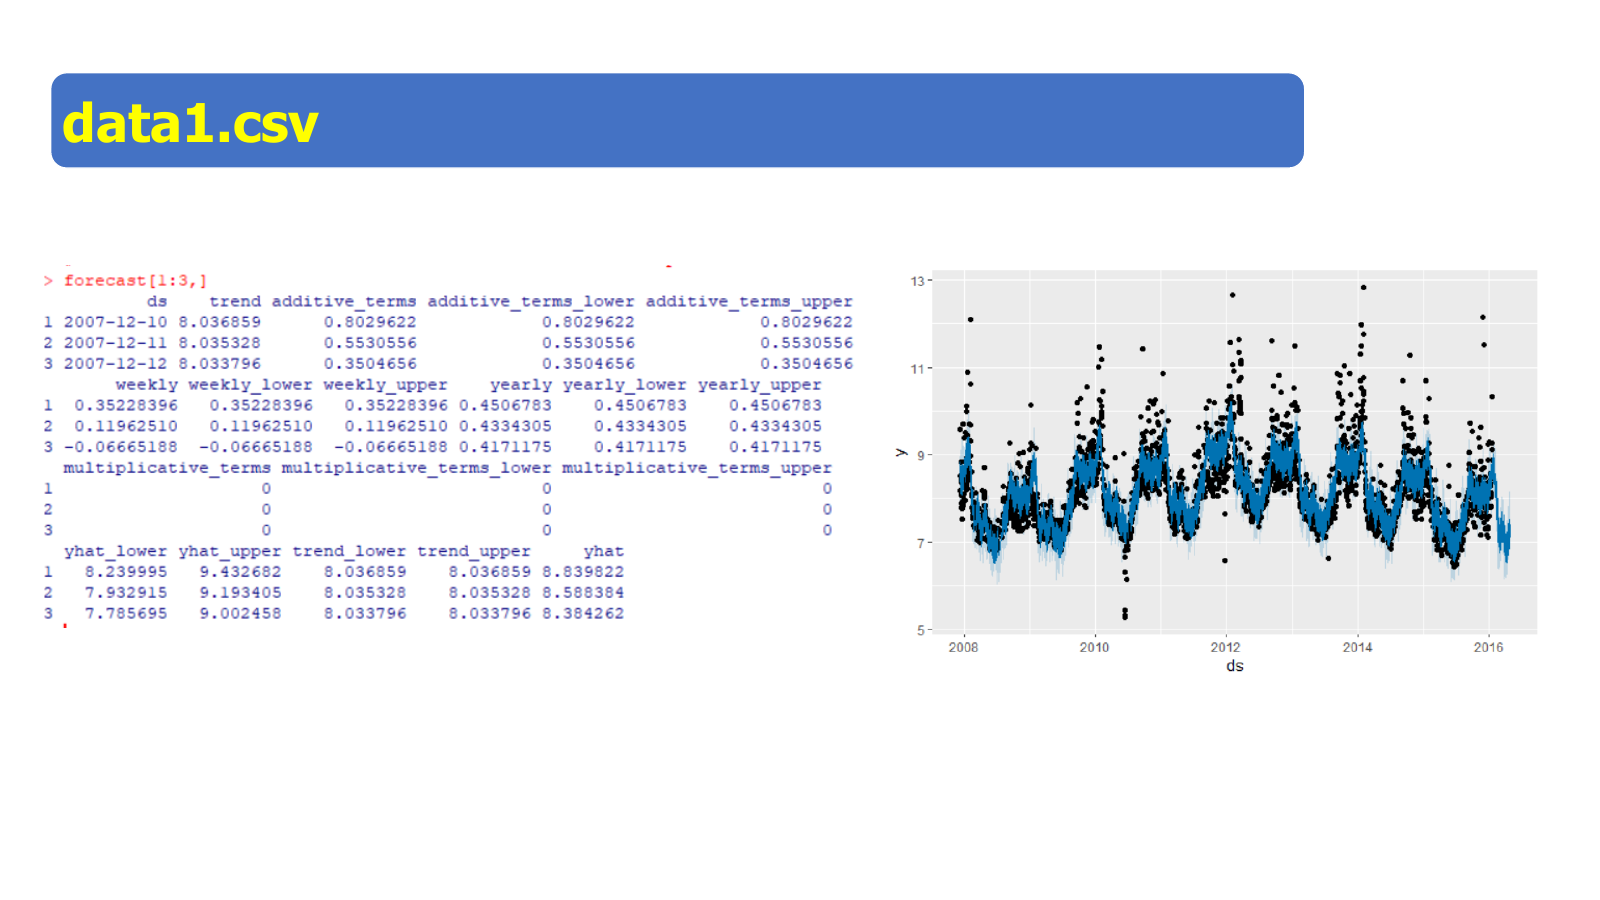 data1.csv
> forecast[1:3,]
ds trend additive_terms additive_terms_lower additive_terms_upper
1 2007-12-10 8.036859 0.8029622 0.8029622 0.8029622
2 2007-12-11 8.035328 0.5530556 0.5530556 0.5530556
3 2007-12-12 8.033796 0.3504656 0.3504656 0.3504656
weekly weekly_lower weekly_upper yearly yearly_lower yearly_upper
1 0.35228396 0.35228396 0.35228396 0.4506783 0.4506783 0.4506783
2 0.11962510 0.11962510 0.11962510 0.4334305 0.4334305 0.4334305
3 -0.06665188 -0.06665188 -0.06665188 0.4171175 0.4171175 0.4171175
multiplicative_terms multiplicative_terms_lower multiplicative_terms_upper
1 0 0 0
2 0 0 0
3 0 0 0
yhat_lower yhat_upper trend_lower trend_upper yhat
1 8.239995 9.432682 8.036859 8.036859 8.839822
2 7.932915 9.193405 8.035328 8.035328 8.588384
3 7.785695 9.002458 8.033796 8.033796 8.384262
13
11
9
7
5
y
2008 2010 2012 2014 2016
ds